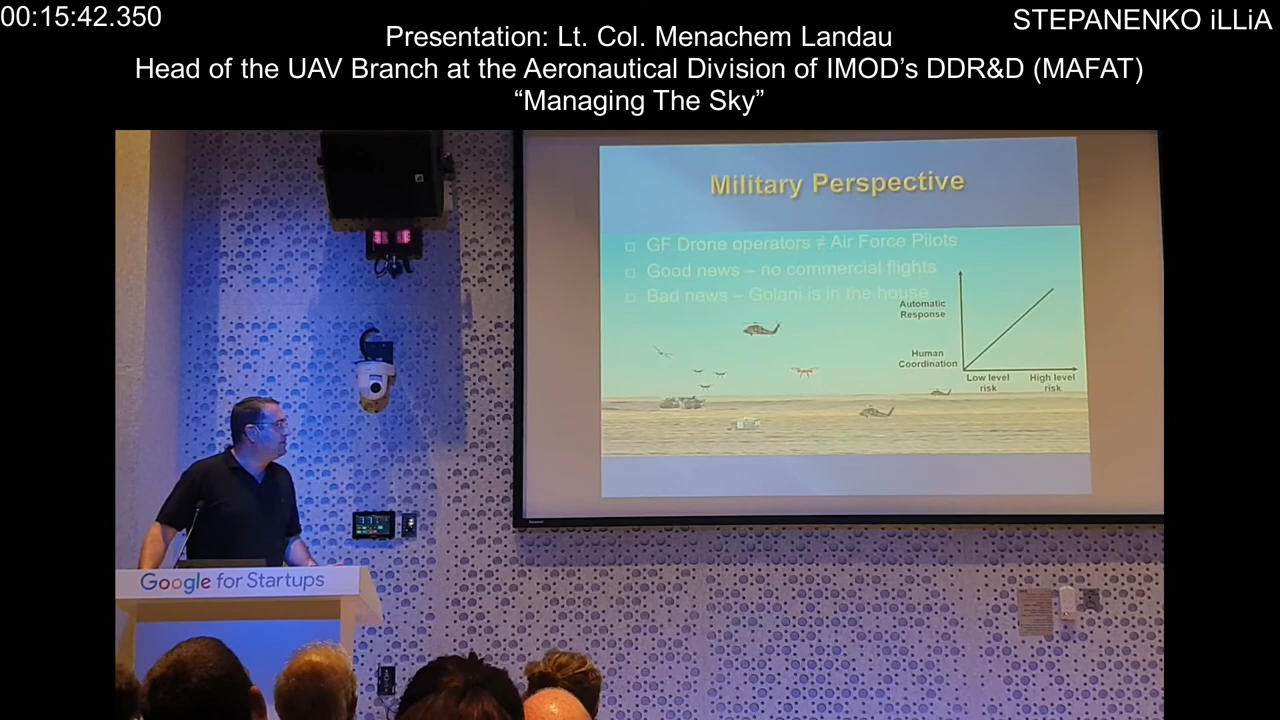 00:15:42.350
STEPANENKO iLLiA
Presentation: Lt. Col. Menachem Landau
Head of the UAV Branch at the Aeronautical Division of IMOD’s DDR&D (MAFAT)
“Managing The Sky”
Military Perspective
GF Drone operators ≠ Air Force Pilots
Good news – no commercial flights
Bad news – Golani is in the house
Automatic
Response
Human
Coordination
Low level
risk
High level
risk
Google for Startups